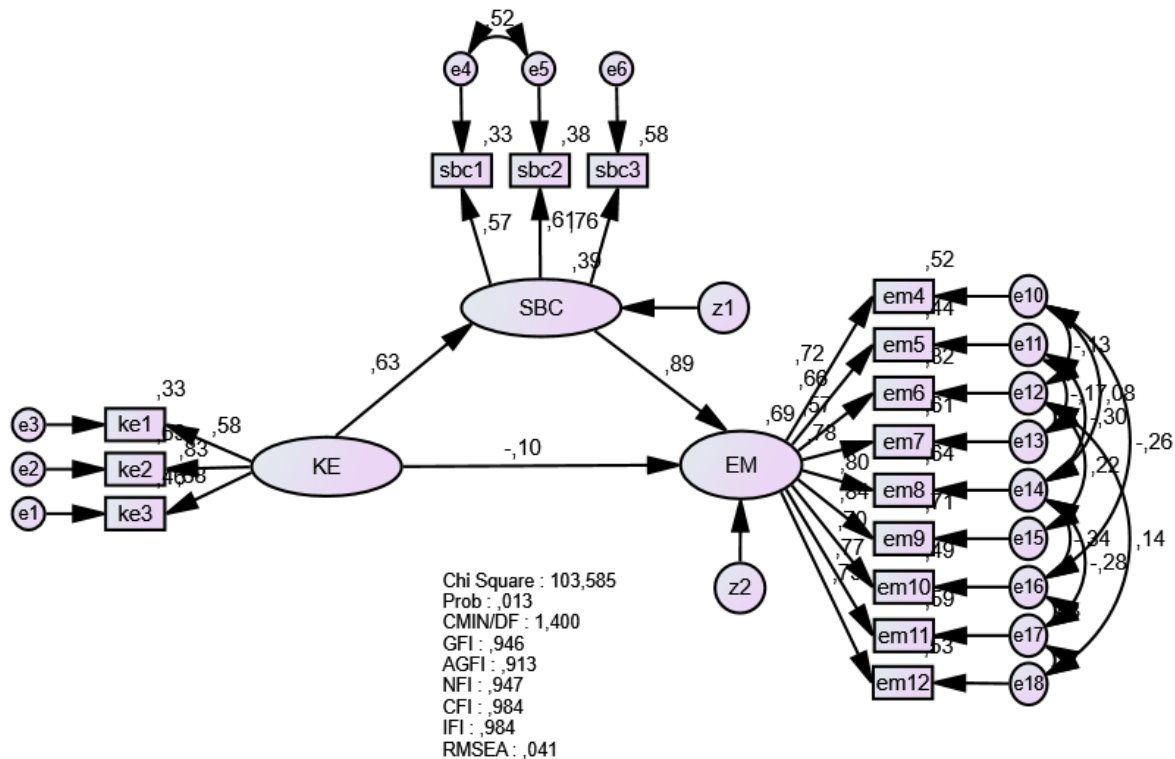 ,52
e4
e5
e6
,33
,38
,58
sbc1
sbc2
sbc3
,57
,61
,76
,39
SBC
z1
,63
,89
,33
e3
ke1
,58
e2
ke2
,83
e1
ke3
KE
-,10
,69
EM
z2
,52
em4
e10
,44
em5
e11
-,13
,72
em6
e12
,66
-,17
,08
,57
,61
em7
e13
-,30
,78
,64
em8
e14
,22
-,26
,80
,71
em9
e15
,84
-,34
,14
,49
em10
e16
,70
-,28
,77
,59
em11
e17
,53
em12
e18
Chi Square : 103,585
Prob : ,013
CMIN/DF : 1,400
GFI : ,946
AGFI : ,913
NFI : ,947
CFI : ,984
IFI : ,984
RMSEA : ,041